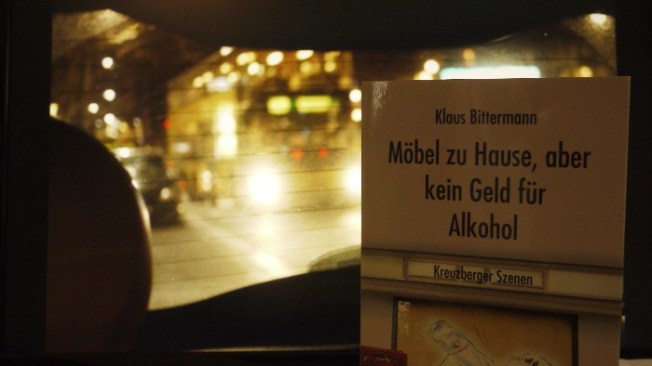 Klaus Bittermann
Möbel zu Hause, aber
kein Geld für
Alkohol
Kreuzberger Szenen